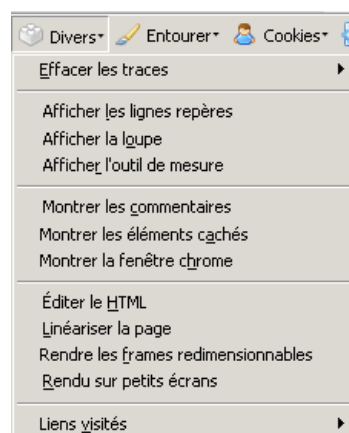 Divers Entourer Cookies
Effacer les traces
Afficher les lignes repères
Afficher la loupe
Afficher l'outil de mesure
Montrer les commentaires
Montrer les éléments cachés
Montrer la fenêtre chrome
Éditer le HTML
Linéariser la page
Rendre les frames redimensionnables
Rendu sur petits écrans
Liens visités